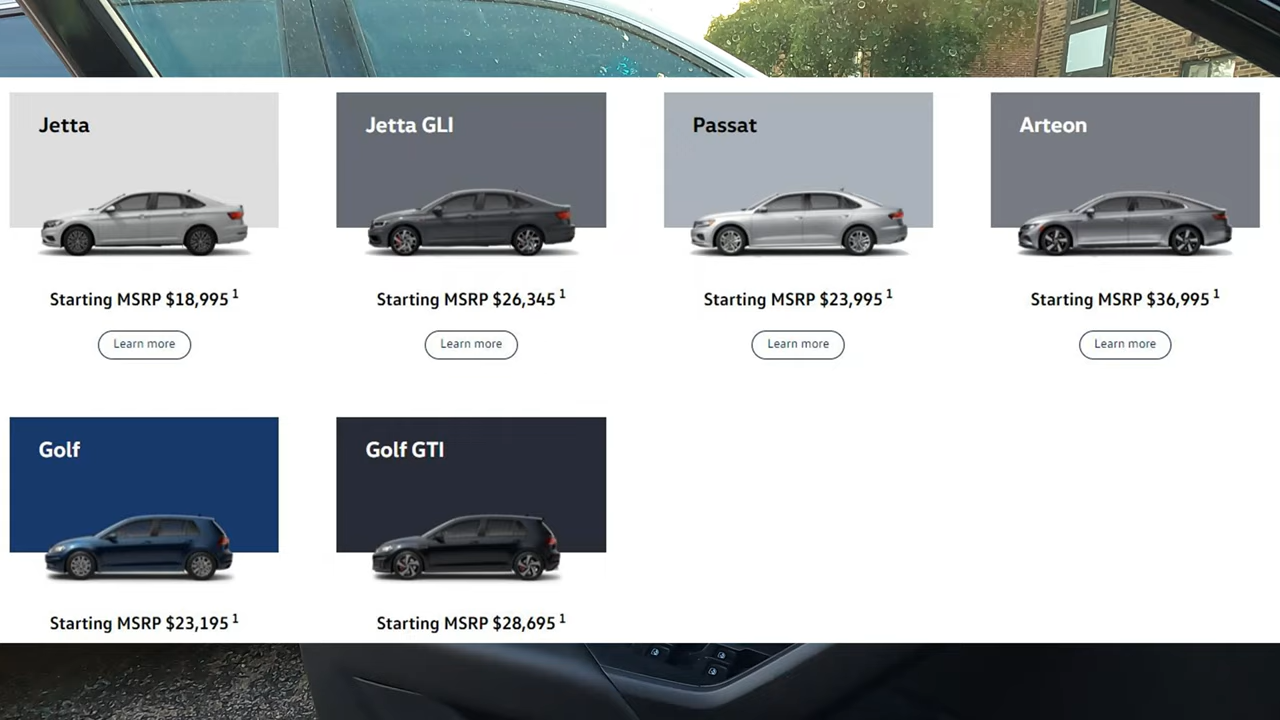 Jetta
Jetta GLI
Passat
Arteon
Starting MSRP $18,995 1
Starting MSRP $26,345 1
Starting MSRP $23,995 1
Starting MSRP $36,995 1
Learn more
Learn more
Learn more
Learn more
Golf
Golf GTI
Starting MSRP $23,195 1
Starting MSRP $28,695 1